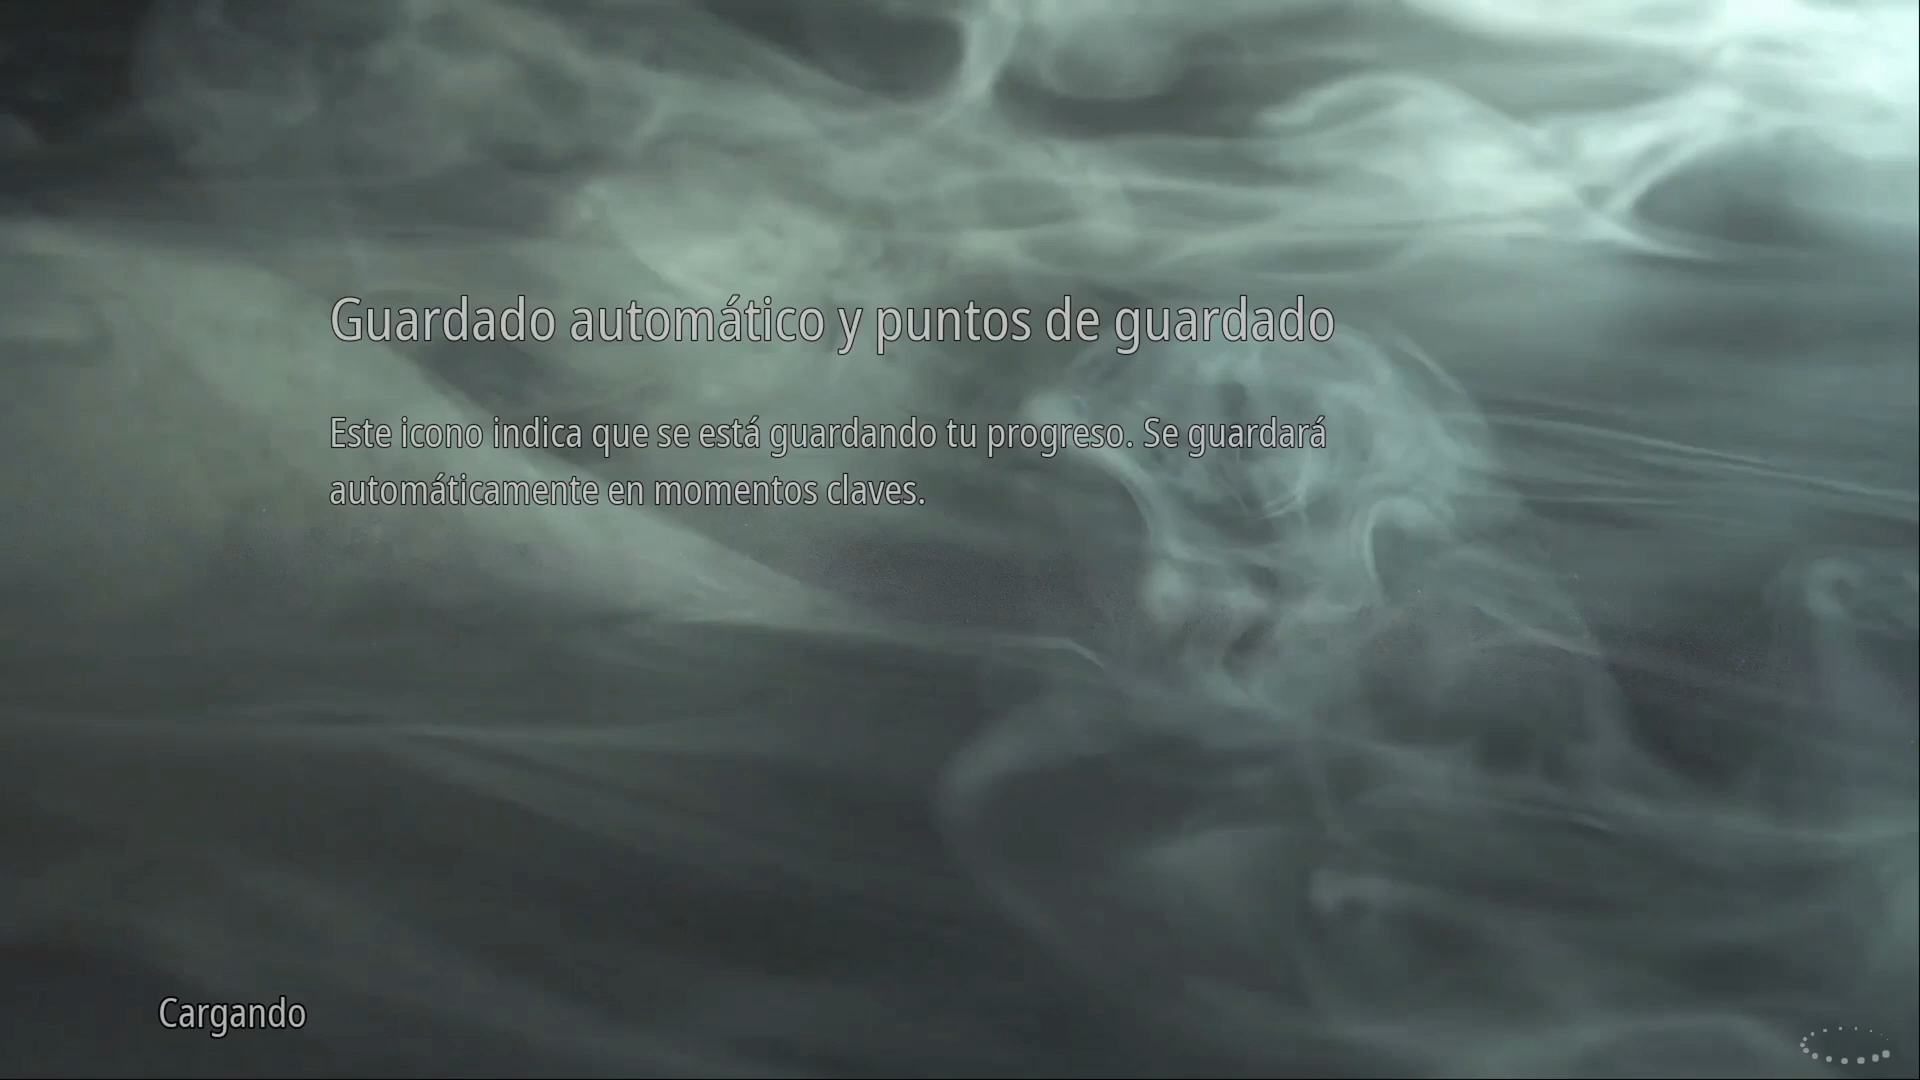 Guardado automático y puntos de guardado
Este icono indica que se está guardando tu progreso. Se guardará
automáticamente en momentos claves.
Cargando